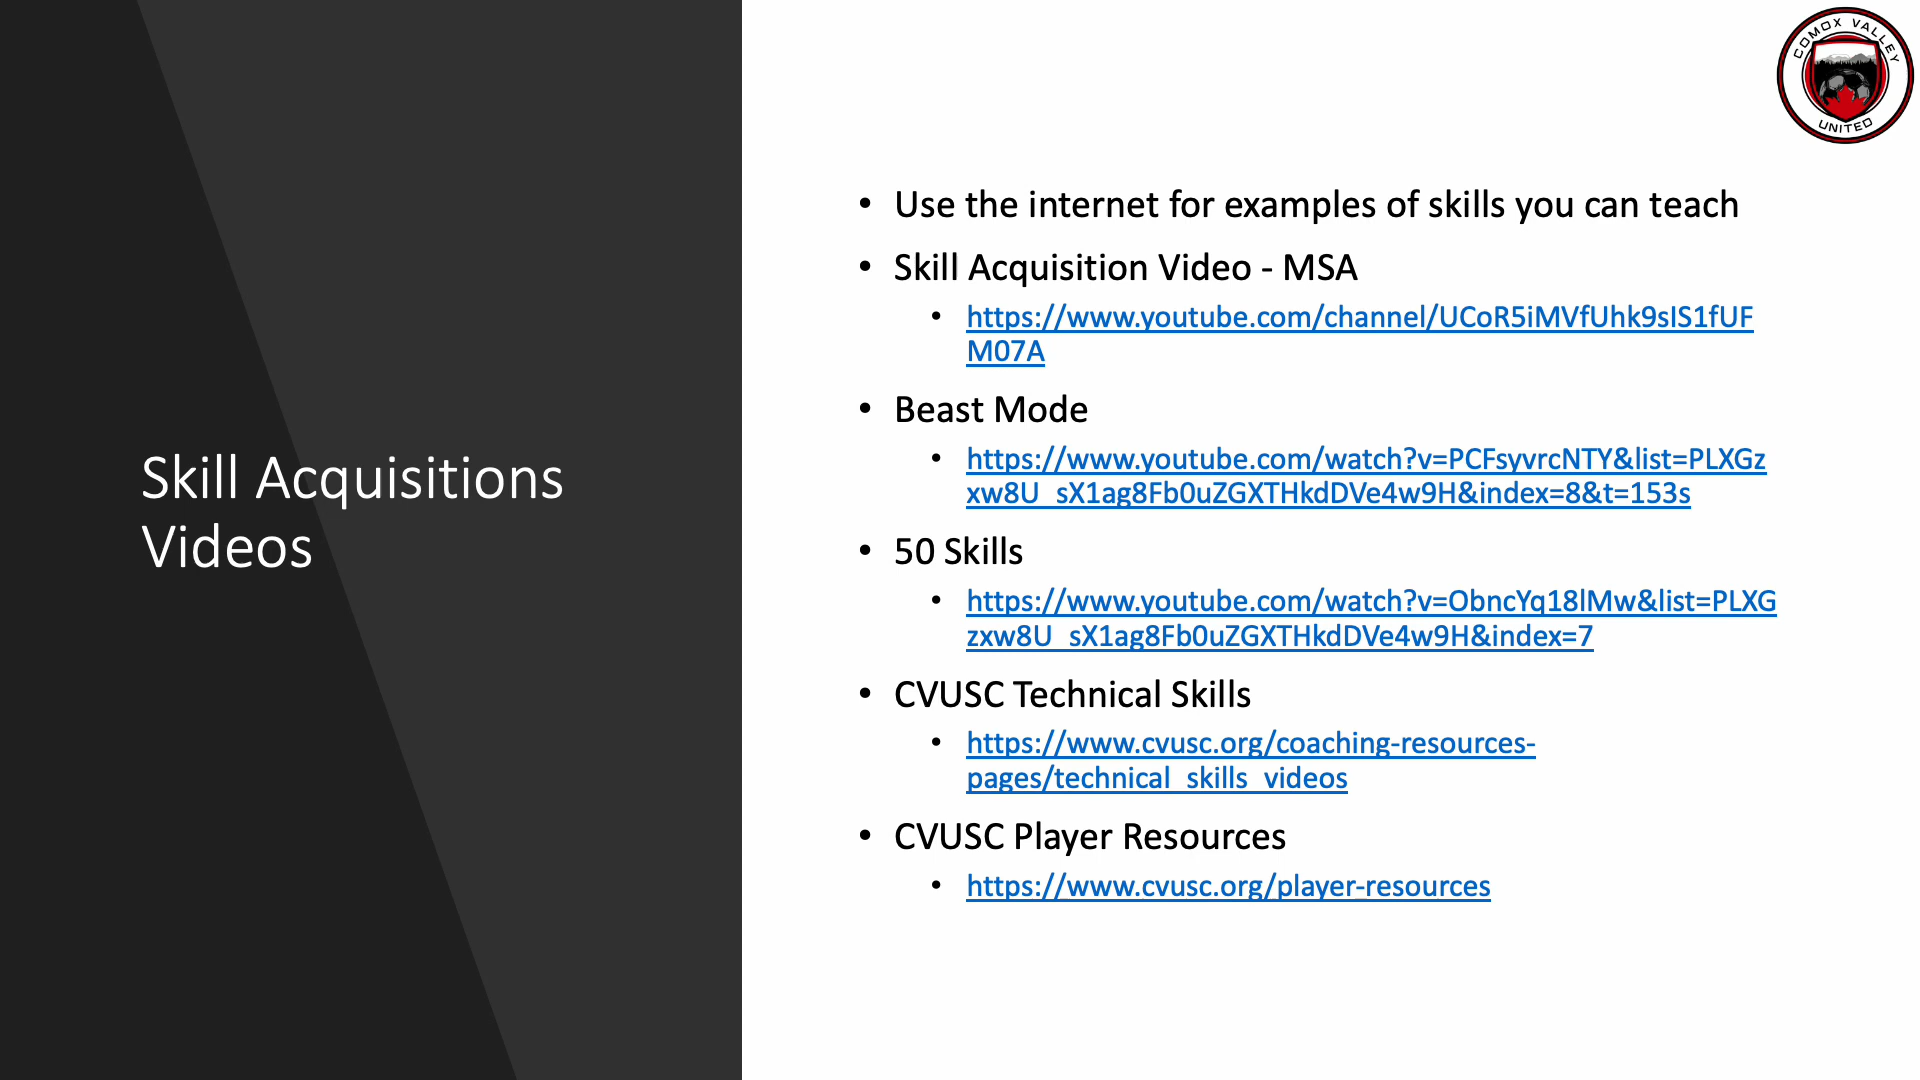 COMOX VALLEY
UNITED
Skill Acquisitions
Videos
• Use the internet for examples of skills you can teach
• Skill Acquisition Video - MSA
• https://www.youtube.com/channel/UCoR5iMVfUhk9sIS1fUF
M07A
• Beast Mode
• https://www.youtube.com/watch?v=PCFsyvrcNTY&list=PLXGz
xw8U_sX1ag8Fb0uZGXTHkdDVe4w9H&index=8&t=153s
• 50 Skills
• https://www.youtube.com/watch?v=ObncYq18lMw&list=PLXG
zxw8U_sX1ag8Fb0uZGXTHkdDVe4w9H&index=7
• CVUSC Technical Skills
• https://www.cvusc.org/coaching-resources-
pages/technical_skills_videos
• CVUSC Player Resources
• https://www.cvusc.org/player-resources